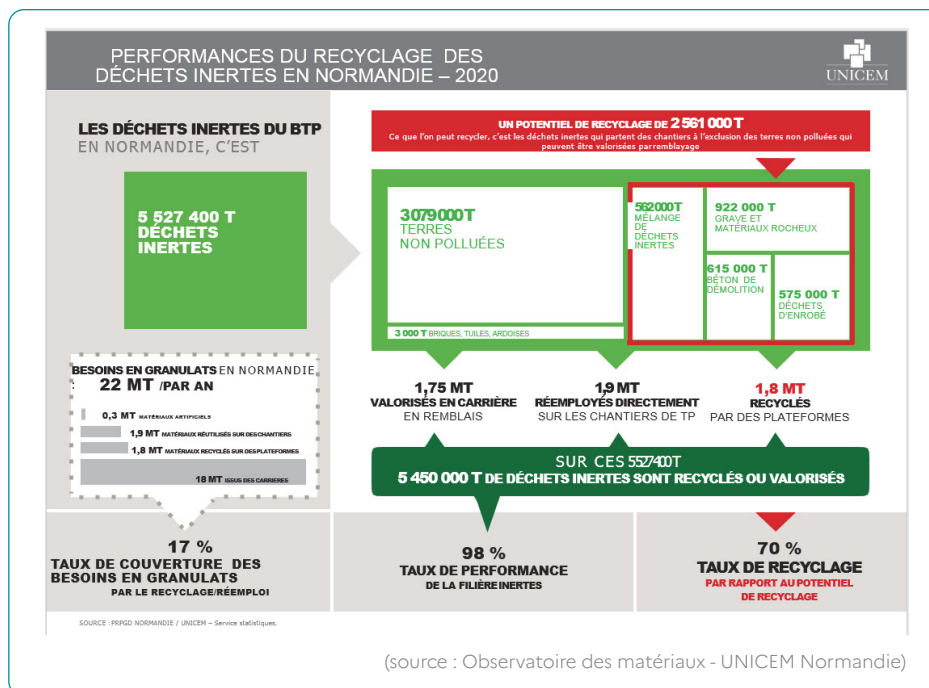 PERFORMANCES DU RECYCLAGE DES
DÉCHETS INERTES EN NORMANDIE – 2020
UNICEM
LES DÉCHETS INERTES DU BTP
EN NORMANDIE, C'EST
5 527 400 T
DÉCHETS
INERTES
UN POTENTIEL DE RECYCLAGE DE 2 561 000 T
Ce que l'on peut recycler, c'est les déchets inertes qui partent des chantiers à l'exclusion des terres non polluées qui
peuvent être valorisées parremblayage
3079000T
TERRES
NON POLLUÉES
3 000 T BRIQUES, TUILES, ARDOISES
562000T
MÉLANGE
DE
DÉCHETS
INERTES
922 000 T
GRAVE ET
MATÉRIAUX ROCHEUX
615 000 T
BÉTON DE
DÉMOLITION
575 000 T
DÉCHETS
D'ENROBÉ
BESOINS EN GRANULATS EN NORMANDIE
: 22 MT /PAR AN
0,3 MT MATÉRIAUX ARTIFICIELS
1,9 MT MATÉRIAUX RÉUTILISÉS SUR DESCHANTIERS
1,8 MT MATÉRIAUX RECYCLÉS SUR DESPLATEFORMES
18 MT ISSUS DES CARRIERES
1,75 MT
VALORISÉS EN CARRIÈRE
EN REMBLAIS
1,9 MT
RÉEMPLOYÉS DIRECTEMENT
SUR LES CHANTIERS DE TP
1,8 MT
RECYCLÉS
PAR DES PLATEFORMES
SUR CES 5527400T
5 450 000 T DE DÉCHETS INERTES SONT RECYCLÉS OU VALORISÉS
17 %
TAUX DE COUVERTURE DES
BESOINS EN GRANULATS
PAR LE RECYCLAGE/RÉEMPLOI
98 %
TAUX DE PERFORMANCE
DE LA FILIÈRE INERTES
70 %
TAUX DE RECYCLAGE
PAR RAPPORT AU POTENTIEL
DE RECYCLAGE
SOURCE : PRPGD NORMANDIE / UNICEM – Service statistiques.
(source : Observatoire des matériaux - UNICEM Normandie)